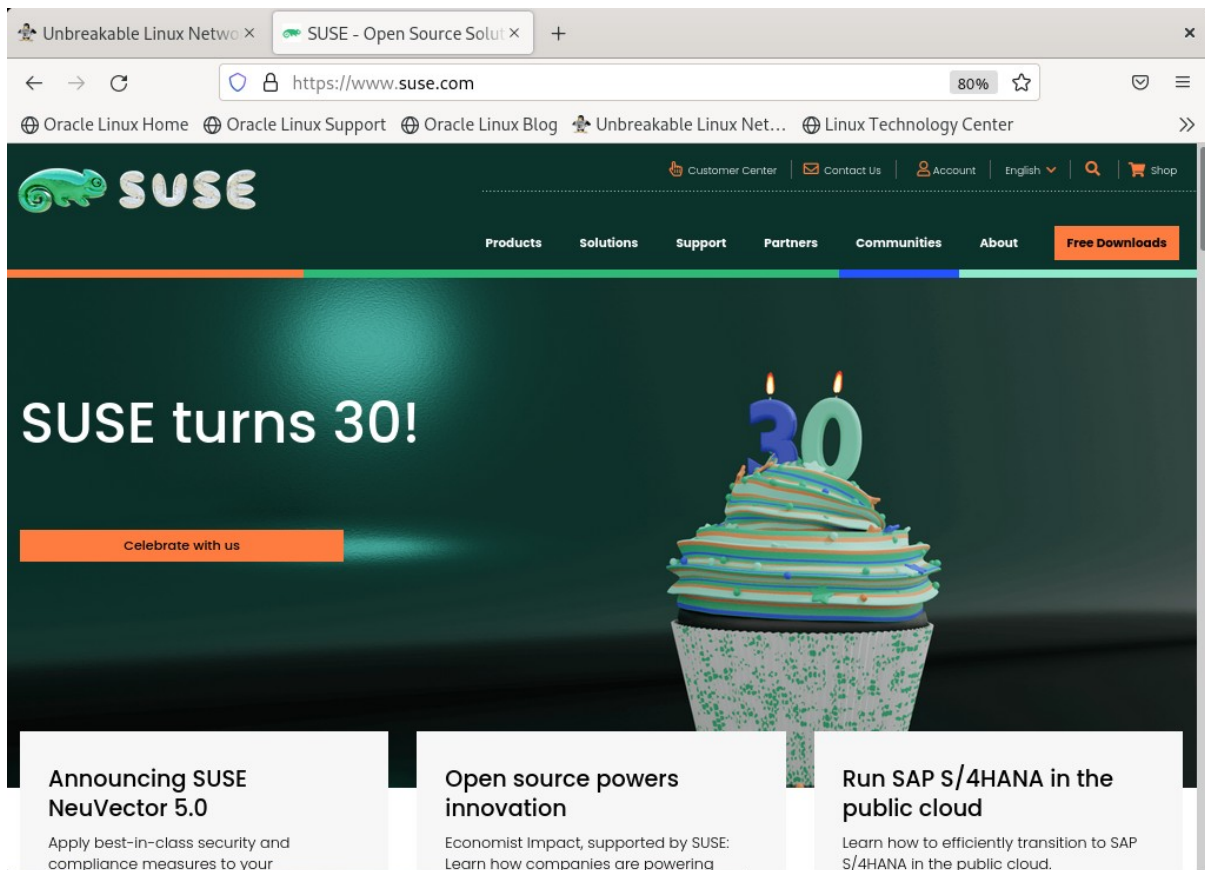 Unbreakable Linux Netwo
SUSE - Open Source Solut
https://www.suse.com
80%
Oracle Linux Home
Oracle Linux Support
Oracle Linux Blog
Unbreakable Linux Net...
Linux Technology Center
SUSE
Customer Center
Contact Us
Account
English
Shop
Products
Solutions
Support
Partners
Communities
About
Free Downloads
SUSE turns 30!
30
Celebrate with us
Announcing SUSE
NeuVector 5.0
Apply best-in-class security and
compliance measures to your
Open source powers
innovation
Economist Impact, supported by SUSE:
Learn how companies are powering
Run SAP S/4HANA in the
public cloud
Learn how to efficiently transition to SAP
S/4HANA in the public cloud.